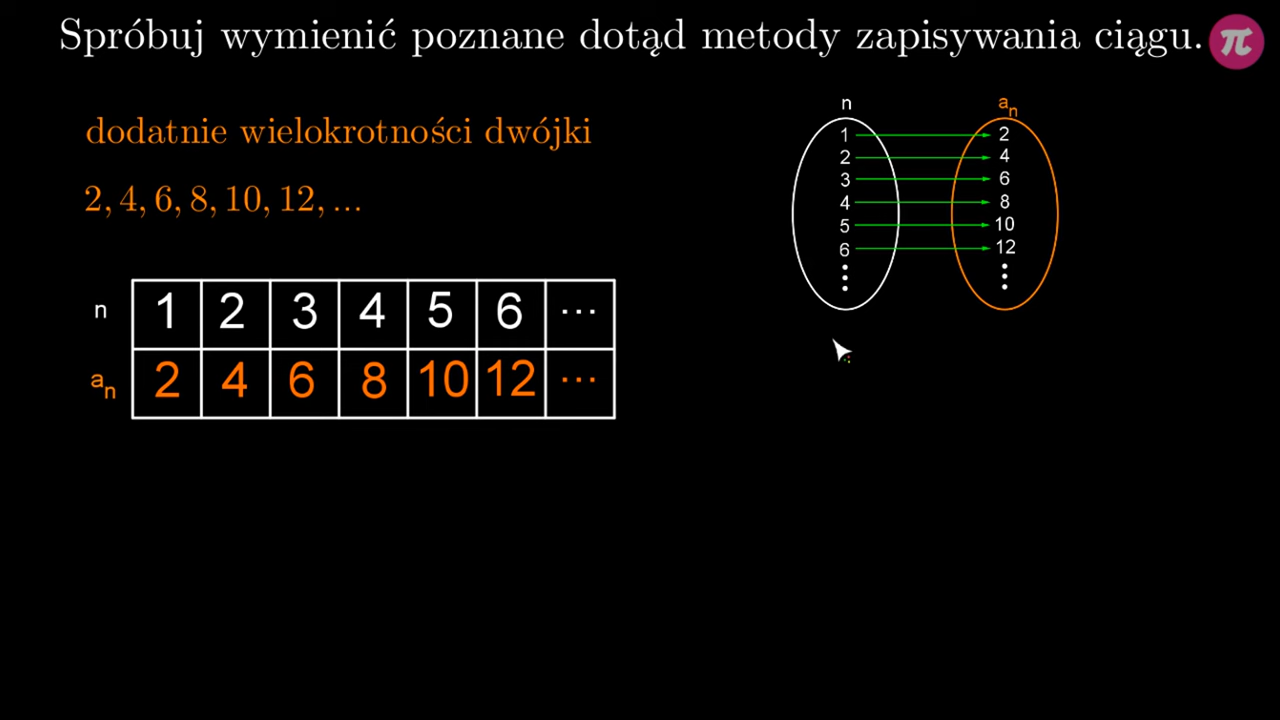 Spróbuj wymienić poznane dotąd metody zapisywania ciągu.
π
dodatnie wielokrotności dwójki
2, 4, 6, 8, 10, 12, ...
n 1 2 3 4 5 6 ...
aₙ 2 4 6 8 10 12 ...
n aₙ
1 2
2 4
3 6
4 8
5 10
6 12
⋮ ⋮